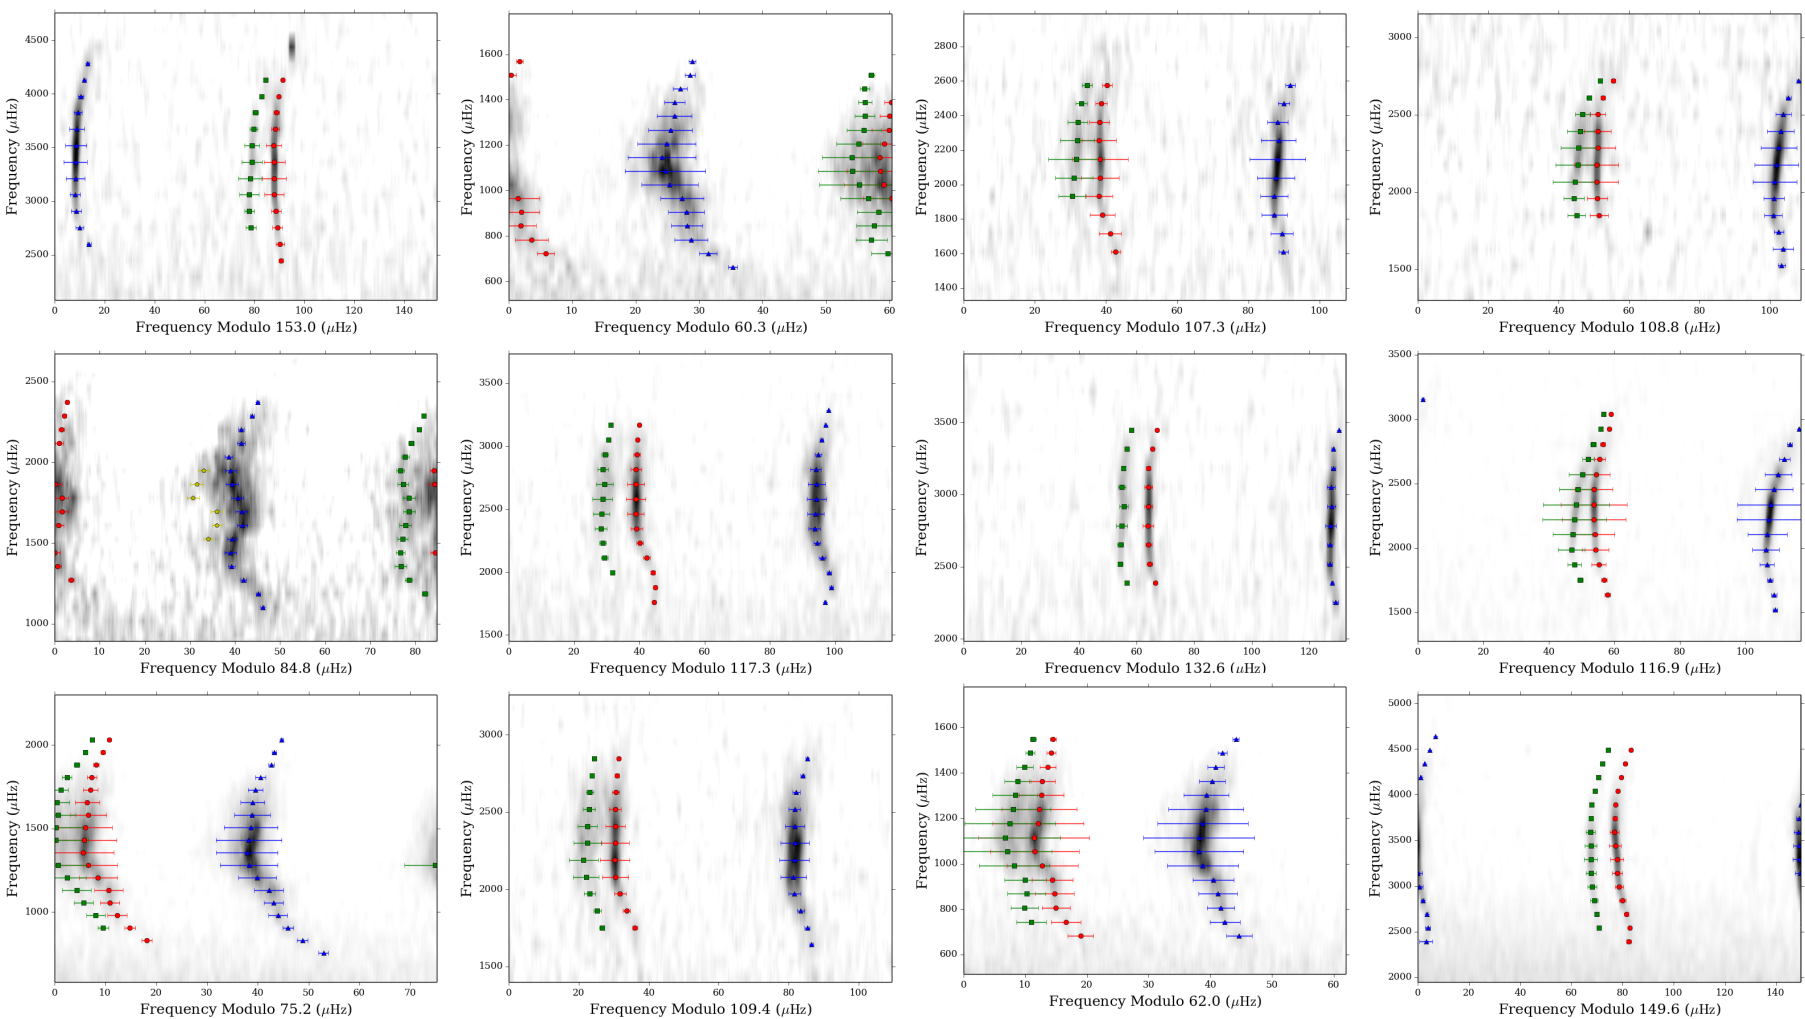 4500
4000
3500
3000
2500
Frequency (μHz)
0 20 40 60 80 100 120 140
Frequency Modulo 153.0 (μHz)
1600
1400
1200
1000
800
600
Frequency (μHz)
0 10 20 30 40 50 60
Frequency Modulo 60.3 (μHz)
2800
2600
2400
2200
2000
1800
1600
1400
Frequency (μHz)
0 20 40 60 80 100
Frequency Modulo 107.3 (μHz)
3000
2500
2000
1500
Frequency (μHz)
0 20 40 60 80 100
Frequency Modulo 108.8 (μHz)
2500
2000
1500
1000
Frequency (μHz)
0 10 20 30 40 50 60 70 80
Frequency Modulo 84.8 (μHz)
3500
3000
2500
2000
1500
Frequency (μHz)
0 20 40 60 80 100
Frequency Modulo 117.3 (μHz)
3500
3000
2500
2000
Frequency (μHz)
0 20 40 60 80 100 120
Frequency Modulo 132.6 (μHz)
3500
3000
2500
2000
1500
Frequency (μHz)
0 20 40 60 80 100
Frequency Modulo 116.9 (μHz)
2000
1500
1000
Frequency (μHz)
0 10 20 30 40 50 60 70
Frequency Modulo 75.2 (μHz)
3000
2500
2000
1500
Frequency (μHz)
0 20 40 60 80 100
Frequency Modulo 109.4 (μHz)
1600
1400
1200
1000
800
600
Frequency (μHz)
0 10 20 30 40 50 60
Frequency Modulo 62.0 (μHz)
5000
4500
4000
3500
3000
2500
2000
Frequency (μHz)
0 20 40 60 80 100 120 140
Frequency Modulo 149.6 (μHz)